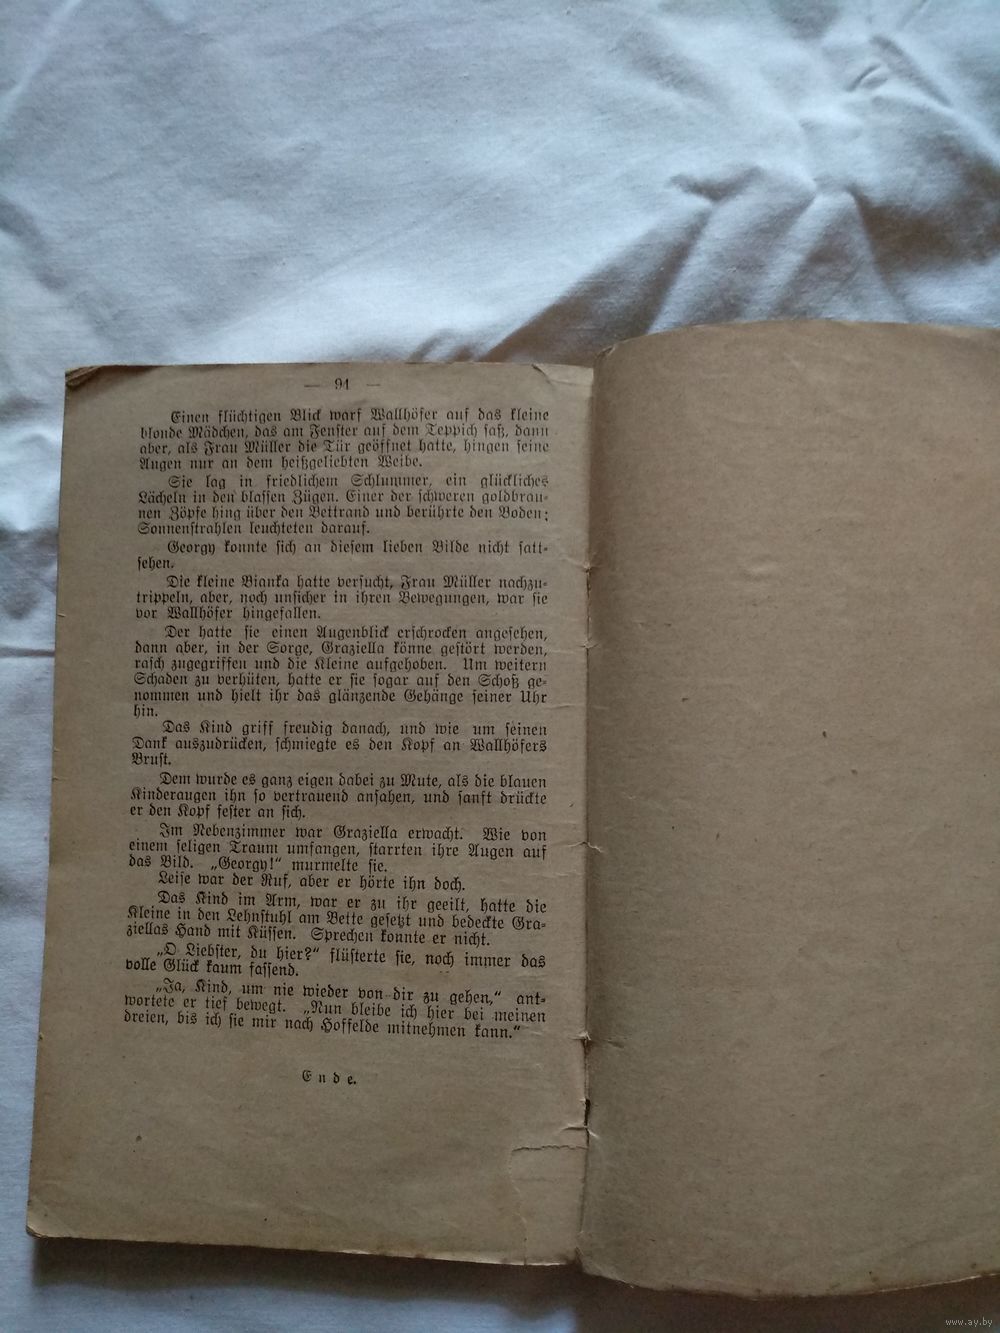 — 94 —
Einen flüchtigen Blick warf Wallhöfer auf das kleine
blonde Mädchen, das am Fenster auf dem Teppich saß, dann
aber, als Frau Müller die Tür geöffnet hatte, hingen seine
Augen nur an dem heißgeliebten Weibe.
Sie lag in friedlichem Schlummer, ein glückliches
Lächeln in den blassen Zügen. Einer der schweren goldbrau-
nen Zöpfe hing über den Bettrand und berührte den Boden;
Sonnenstrahlen leuchteten darauf.
Georgy konnte sich an diesem lieben Bilde nicht satt-
sehen.
Die kleine Bianka hatte versucht, Frau Müller nachzu-
trippeln, aber, noch unsicher in ihren Bewegungen, war sie
vor Wallhöfer hingefallen.
Der hatte sie einen Augenblick erschrocken angesehen,
dann aber, in der Sorge, Graziella könne gestört werden,
rasch zugegriffen und die Kleine aufgehoben. Um weitern
Schaden zu verhüten, hatte er sie sogar auf den Schoß ge-
nommen und hielt ihr das glänzende Gehänge seiner Uhr
hin.
Das Kind griff freudig danach, und wie um seinen
Dank auszudrücken, schmiegte es den Kopf an Wallhöfers
Brust.
Dem wurde es ganz eigen dabei zu Mute, als die blauen
Kinderaugen ihn so vertrauend ansahen, und sanft drückte
er den Kopf fester an sich.
Im Nebenzimmer war Graziella erwacht. Wie von
einem seligen Traum umfangen, starrten ihre Augen auf
das Bild. „Georgy!“ murmelte sie.
Leise war der Ruf, aber er hörte ihn doch.
Das Kind im Arm, war er zu ihr geeilt, hatte die
Kleine in den Lehnstuhl am Bette gesetzt und bedeckte Gra-
ziellas Hand mit Küssen. Sprechen konnte er nicht.
„O Liebster, du hier?“ flüsterte sie, noch immer das
volle Glück kaum fassend.
„Ja, Kind, um nie wieder von dir zu gehen,“ ant-
wortete er tief bewegt. „Nun bleibe ich hier bei meinen
dreien, bis ich sie mir nach Hoffelde mitnehmen kann.“
Ende.
www.ay.by